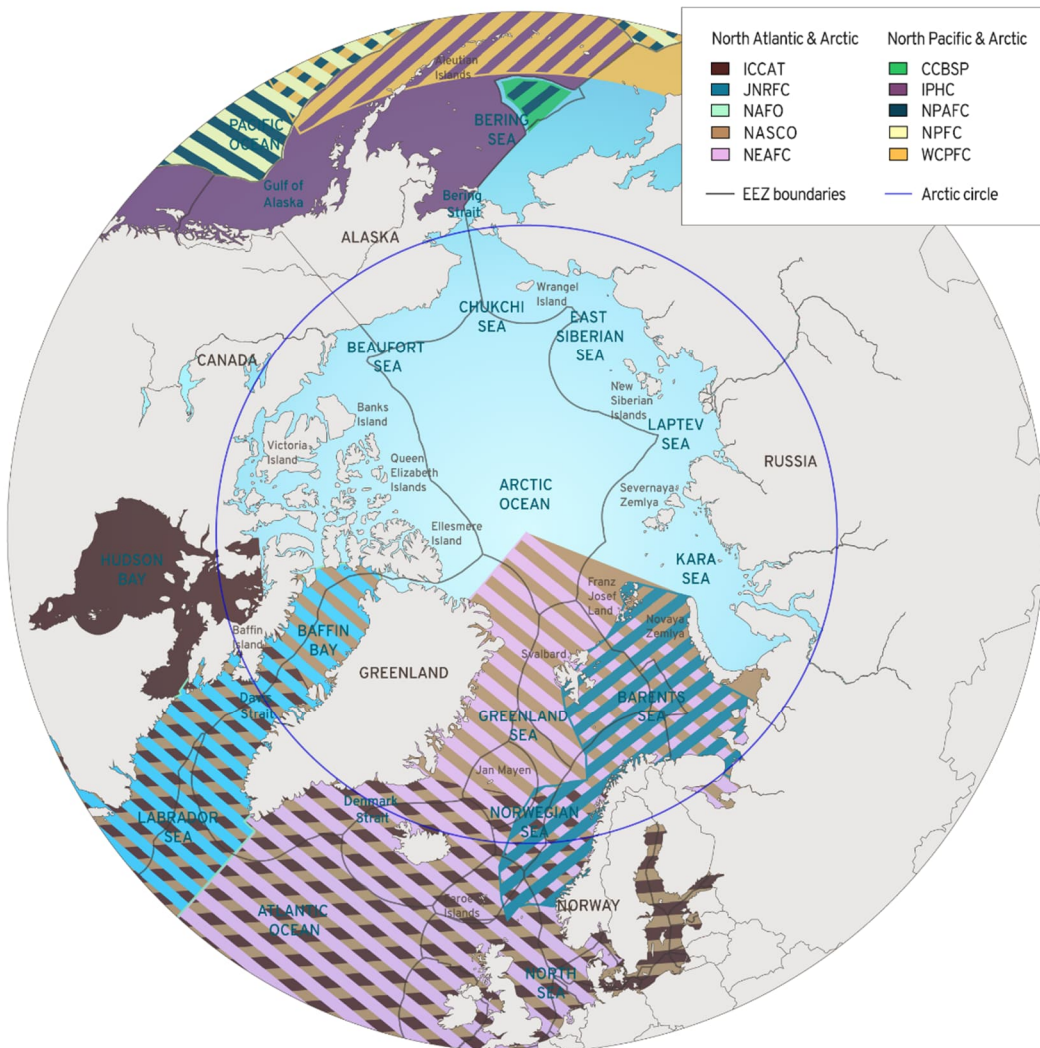 North Atlantic & Arctic
ICCAT
JNRFC
NAFO
NASCO
NEAFC
North Pacific & Arctic
CCBSP
IPHC
NPAFC
NPFC
WCPFC
EEZ boundaries
Arctic circle
Aleutian
Islands
PACIFIC
OCEAN
BERING
SEA
Gulf of
Alaska
Bering
Strait
ALASKA
Wrangel
Island
CHUKCHI
SEA
EAST
SIBERIAN
SEA
BEAUFORT
SEA
CANADA
New
Siberian
Islands
Banks
Island
LAPTEV
SEA
Victoria
Island
Queen
Elizabeth
Islands
RUSSIA
ARCTIC
OCEAN
Severnaya
Zemlya
Ellesmere
Island
HUDSON
BAY
KARA
SEA
Franz
Josef
Land
Novaya
Zemlya
Baffin
Island
BAFFIN
BAY
Svalbard
GREENLAND
BARENTS
SEA
Davis
Strait
GREENLAND
SEA
Jan Mayen
Denmark
Strait
LABRADOR
SEA
NORWEGIAN
SEA
Faroe
Islands
NORWAY
ATLANTIC
OCEAN
NORTH
SEA